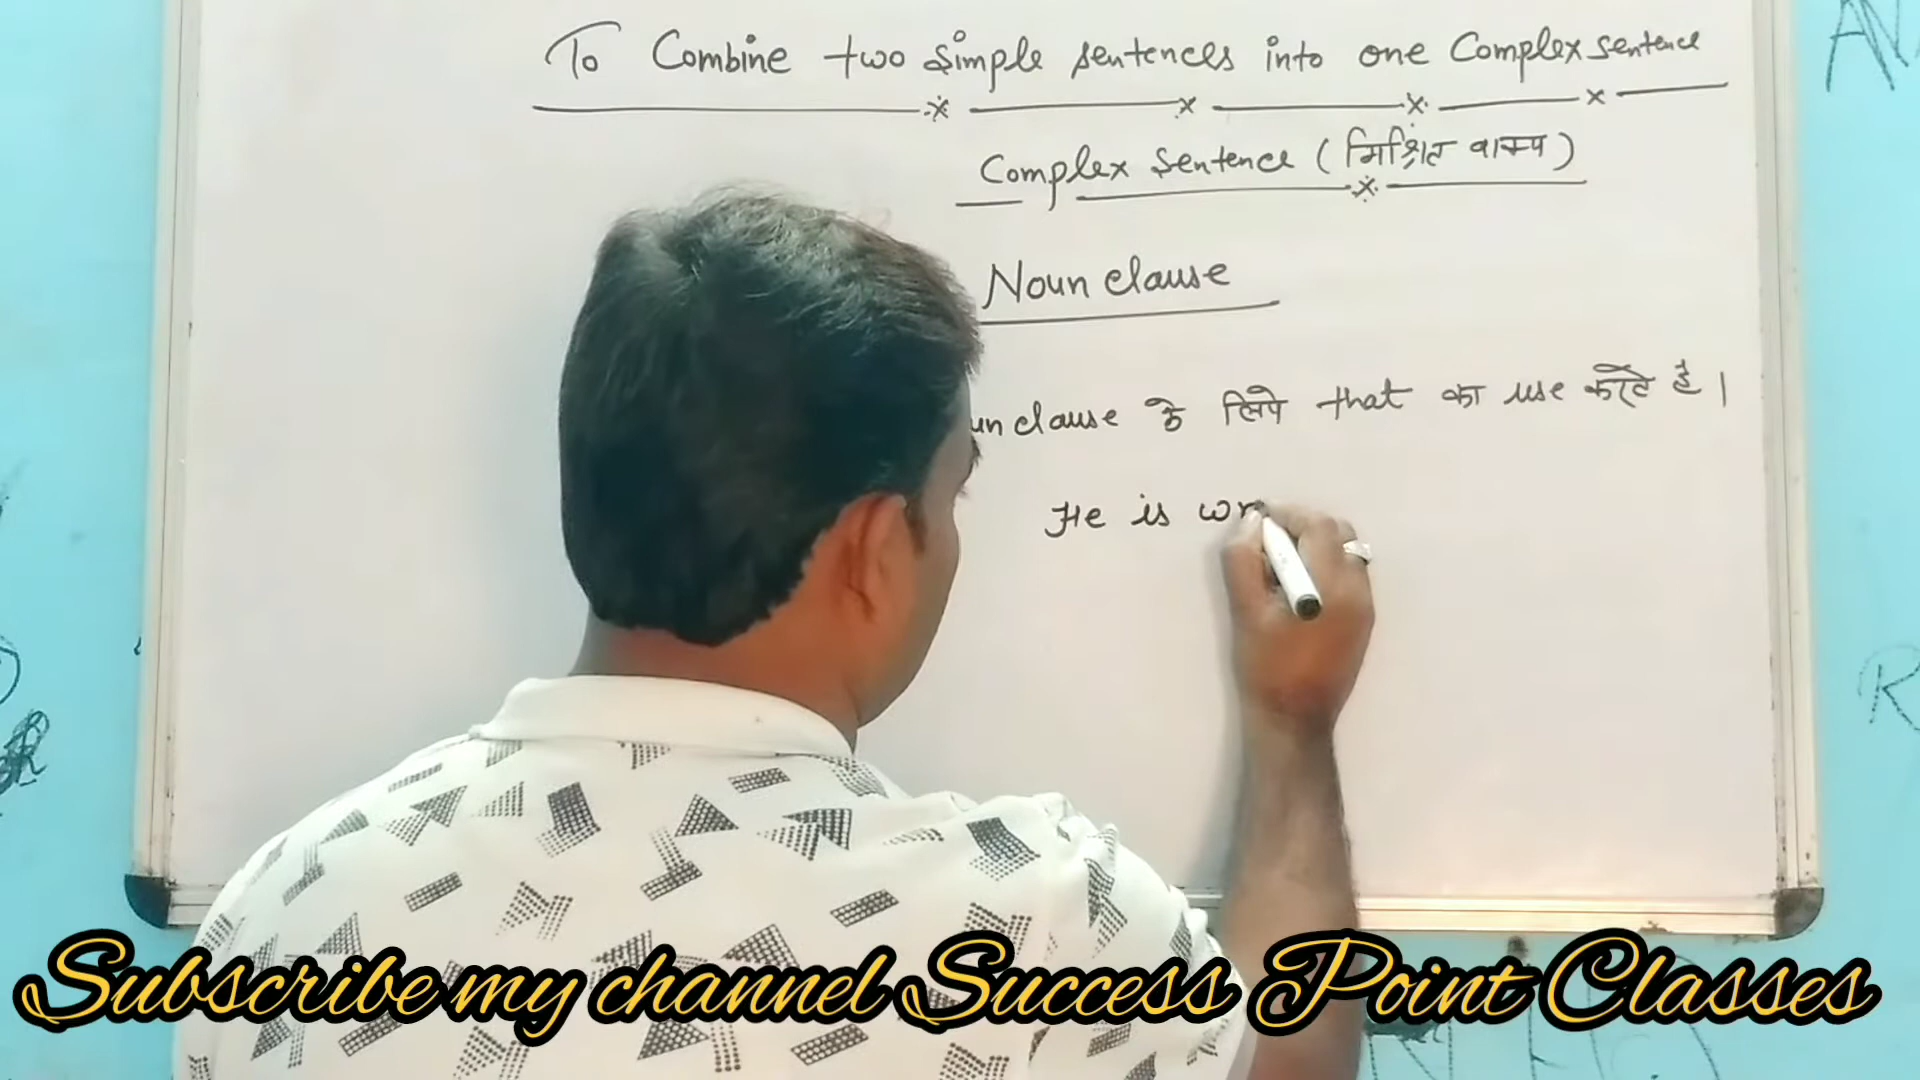 To Combine two simple sentences into one Complex sentence
Complex Sentence (मिश्रित वाक्य)
Noun clause
un clause के लिये that का use करते है।
He is wr
Subscribe my channel Success Point Classes